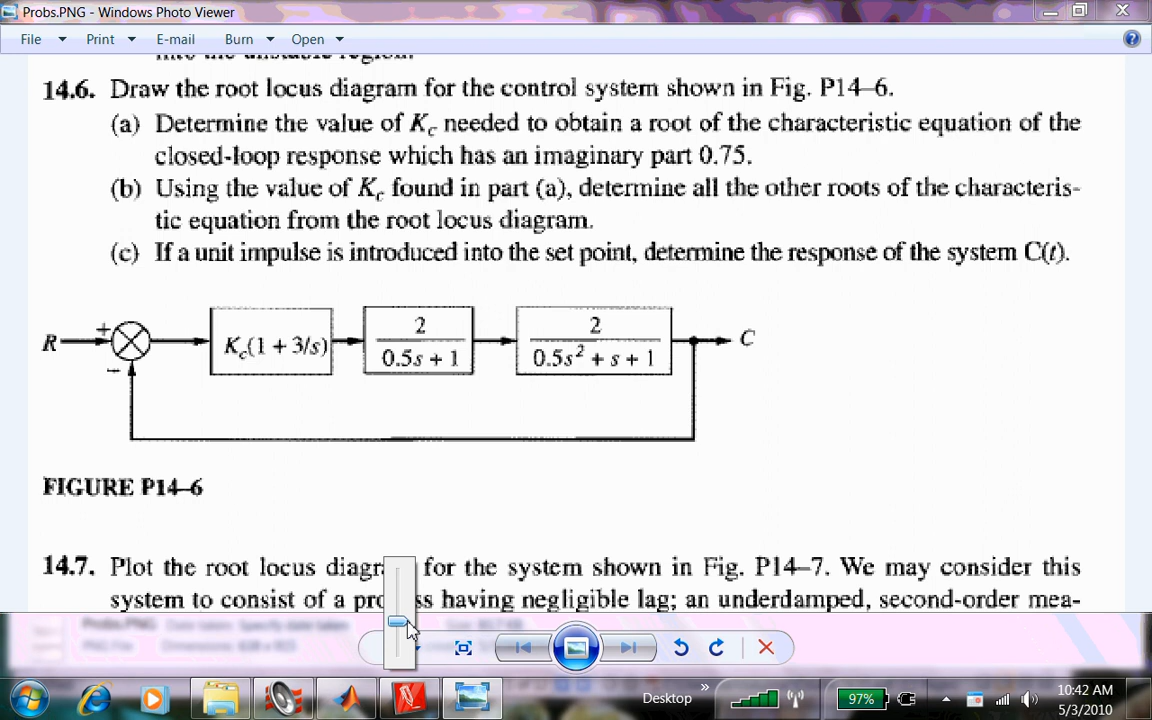 Probs.PNG - Windows Photo Viewer
File Print E-mail Burn Open
14.6. Draw the root locus diagram for the control system shown in Fig. P14–6.
(a) Determine the value of Kc needed to obtain a root of the characteristic equation of the
closed-loop response which has an imaginary part 0.75.
(b) Using the value of Kc found in part (a), determine all the other roots of the characteris-
tic equation from the root locus diagram.
(c) If a unit impulse is introduced into the set point, determine the response of the system C(t).
R + − Kc(1 + 3/s) 2 / 0.5s + 1 2 / 0.5s² + s + 1 C
FIGURE P14–6
14.7. Plot the root locus for the system shown in Fig. P14–7. We may consider this
system to consist of a having negligible lag; an underdamped, second-order mea-
Desktop » 97% 10:42 AM
5/3/2010